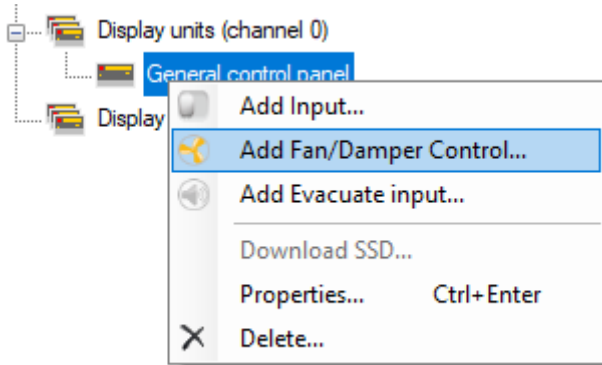 Display units (channel 0)
General control panel
Display
Add Input...
Add Fan/Damper Control...
Add Evacuate input...
Download SSD...
Properties... Ctrl+Enter
Delete...